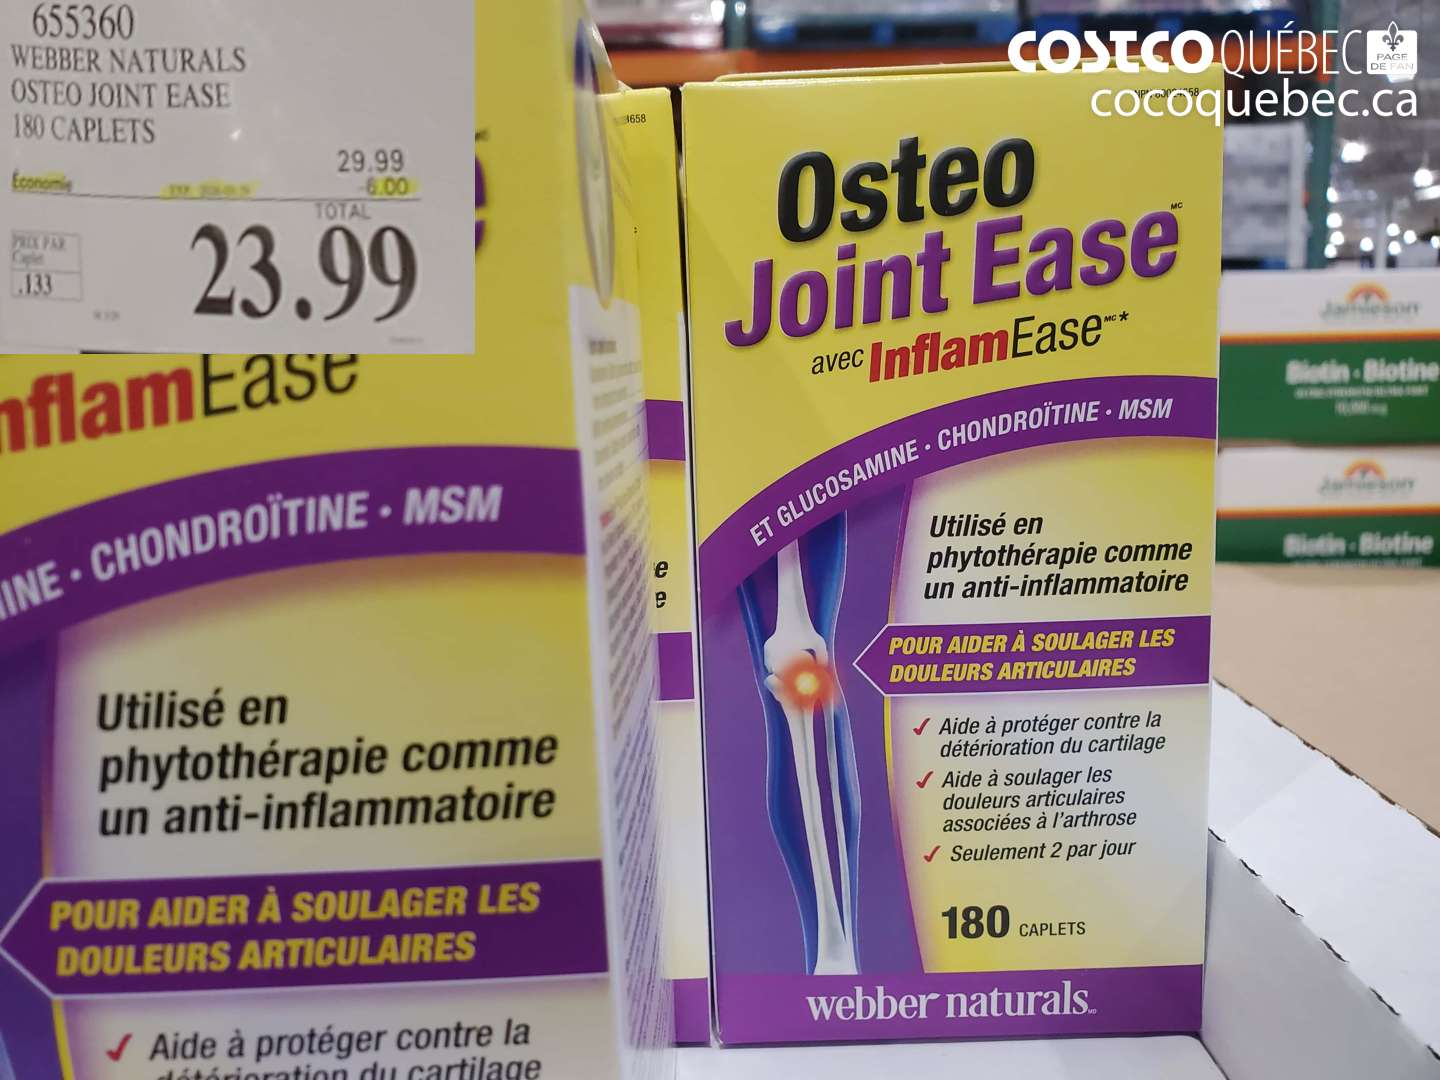 655360
WEBBER NATURALS
OSTEO JOINT EASE
180 CAPLETS
29.99
Économie
-6.00
TOTAL
23.99
PRIX PAR
Caplet
.133
COSTCO QUÉBEC
PAGE
DE FAN
cocoquebec.ca
Osteo
Joint Ease MC
avec InflamEase MC*
ET GLUCOSAMINE · CHONDROÏTINE · MSM
Utilisé en
phytothérapie comme
un anti-inflammatoire
POUR AIDER À SOULAGER LES
DOULEURS ARTICULAIRES
✓ Aide à protéger contre la
détérioration du cartilage
✓ Aide à soulager les
douleurs articulaires
associées à l'arthrose
✓ Seulement 2 par jour
180 CAPLETS
webber naturals MD
nflamEase
INE · CHONDROÏTINE · MSM
Utilisé en
phytothérapie comme
un anti-inflammatoire
POUR AIDER À SOULAGER LES
DOULEURS ARTICULAIRES
✓ Aide à protéger contre la
détérioration du cartilage
Jamieson
Biotin · Biotine
Jamieson
Biotin · Biotine